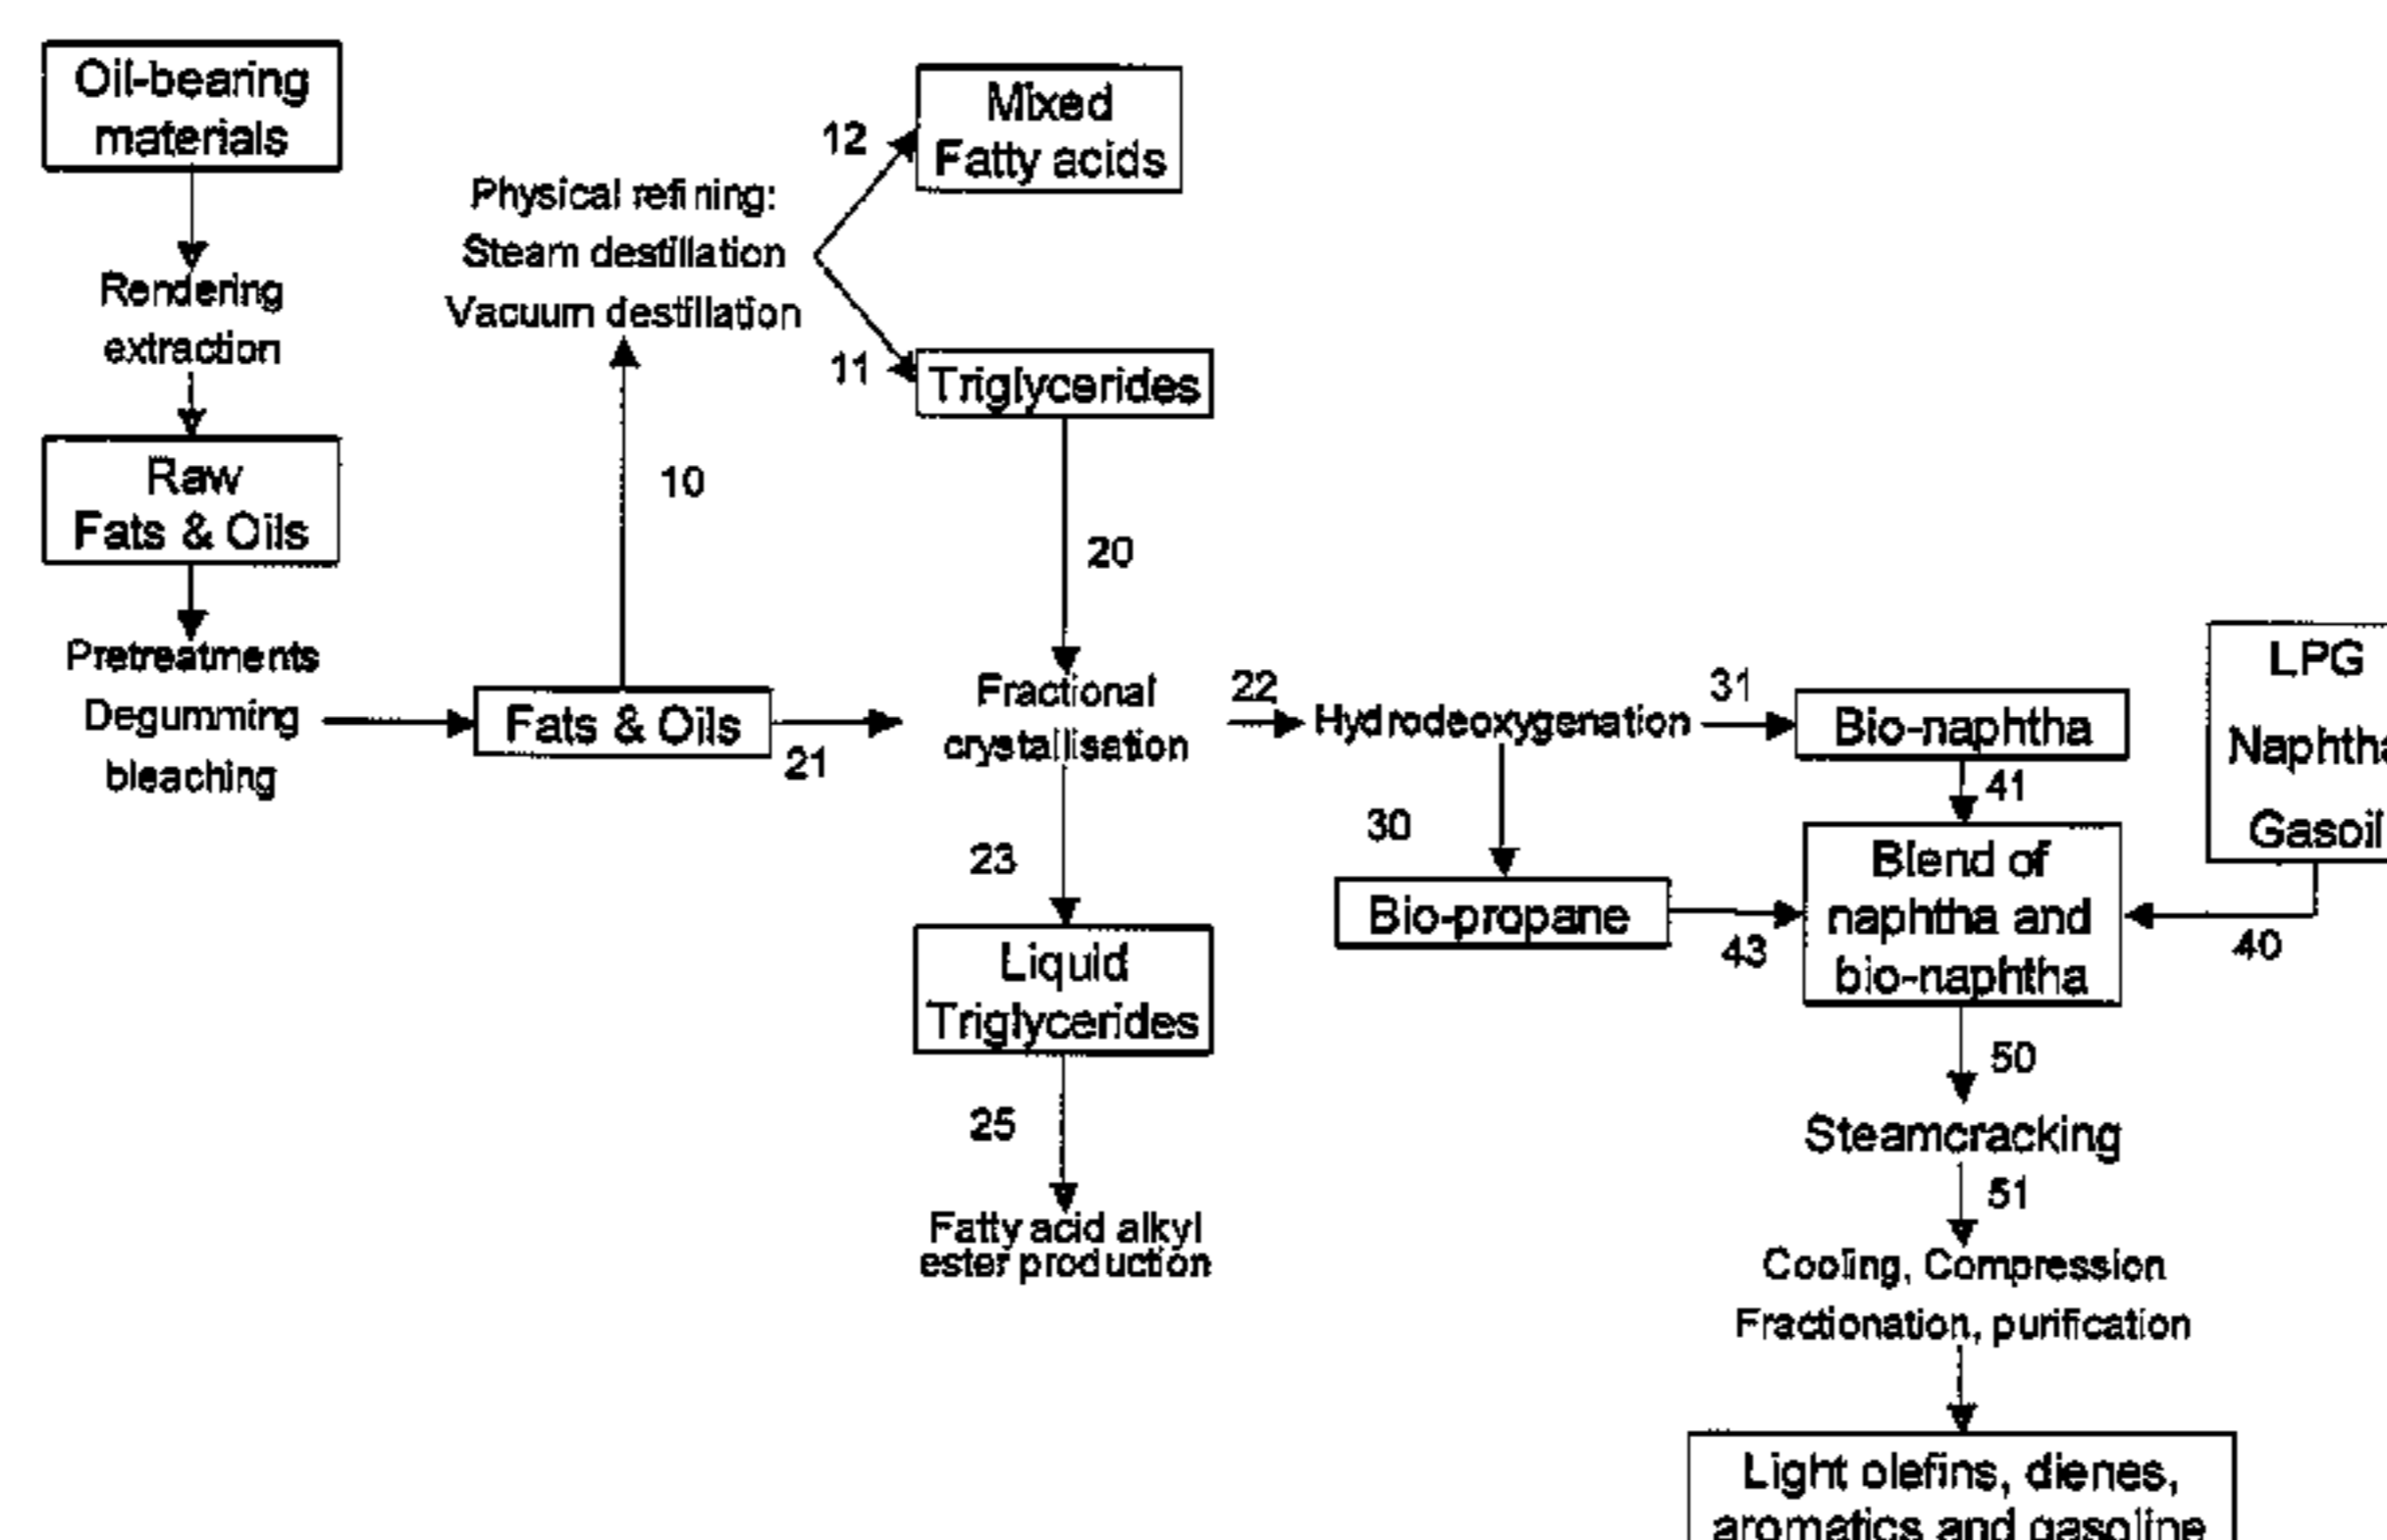 Oil-bearing
materials
Rendering
extraction
Raw
Fats & Oils
Pretreatments
Degumming
bleaching
Fats & Oils
10
21
Physical refining:
Steam destillation
Vacuum destillation
12
Mixed
Fatty acids
11
Triglycerides
20
Fractional
crystallisation
23
Liquid
Triglycerides
25
Fatty acid alkyl
ester production
22
Hydrodeoxygenation
30
Bio-propane
31
Bio-naphtha
41
43
Blend of
naphtha and
bio-naphtha
LPG
Naphtha
Gasoil
40
50
Steamcracking
51
Cooling, Compression
Fractionation, purification
Light olefins, dienes,
aromatics and gasoline